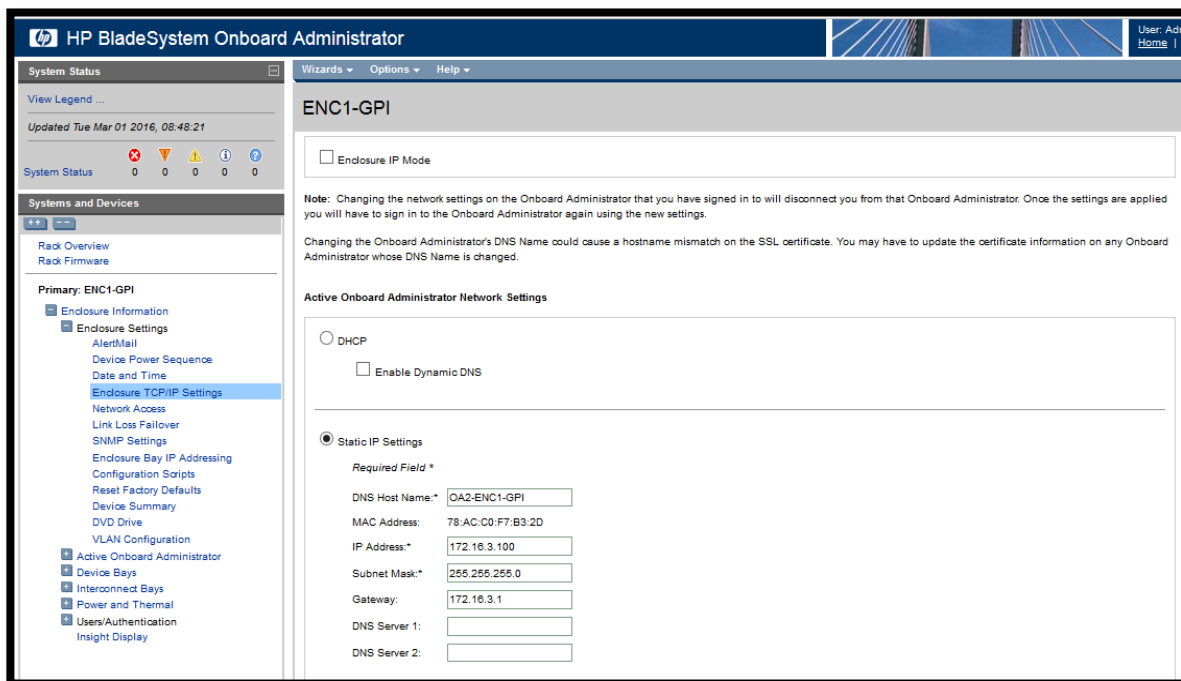 hp HP BladeSystem Onboard Administrator
User: Adr
Home |
System Status
View Legend ...
Updated Tue Mar 01 2016, 08:48:21
System Status 0 0 0 0 0
Systems and Devices
Rack Overview
Rack Firmware
Primary: ENC1-GPI
Enclosure Information
Enclosure Settings
AlertMail
Device Power Sequence
Date and Time
Enclosure TCP/IP Settings
Network Access
Link Loss Failover
SNMP Settings
Enclosure Bay IP Addressing
Configuration Scripts
Reset Factory Defaults
Device Summary
DVD Drive
VLAN Configuration
Active Onboard Administrator
Device Bays
Interconnect Bays
Power and Thermal
Users/Authentication
Insight Display
Wizards Options Help
ENC1-GPI
Enclosure IP Mode
Note: Changing the network settings on the Onboard Administrator that you have signed in to will disconnect you from that Onboard Administrator. Once the settings are applied
you will have to sign in to the Onboard Administrator again using the new settings.
Changing the Onboard Administrator's DNS Name could cause a hostname mismatch on the SSL certificate. You may have to update the certificate information on any Onboard
Administrator whose DNS Name is changed.
Active Onboard Administrator Network Settings
DHCP
Enable Dynamic DNS
Static IP Settings
Required Field *
DNS Host Name:* OA2-ENC1-GPI
MAC Address: 78:AC:C0:F7:B3:2D
IP Address:* 172.16.3.100
Subnet Mask:* 255.255.255.0
Gateway: 172.16.3.1
DNS Server 1:
DNS Server 2: